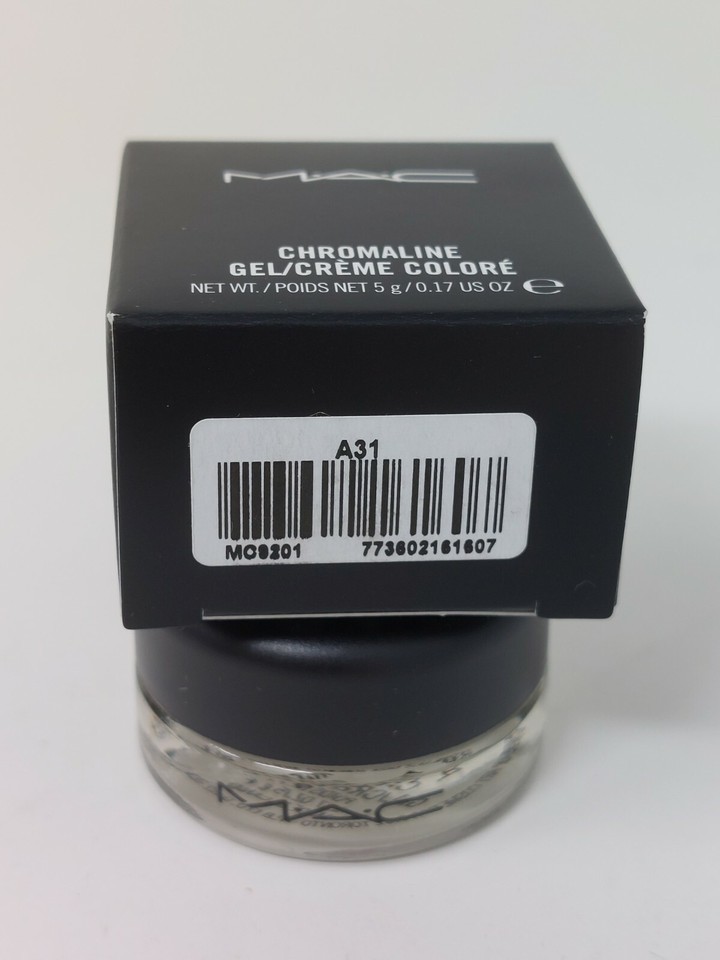 M·A·C
CHROMALINE
GEL/CRÈME COLORÉ
NET WT. / POIDS NET 5 g / 0.17 US OZ ℮
A31
MC9201 773602161607
M·A·C